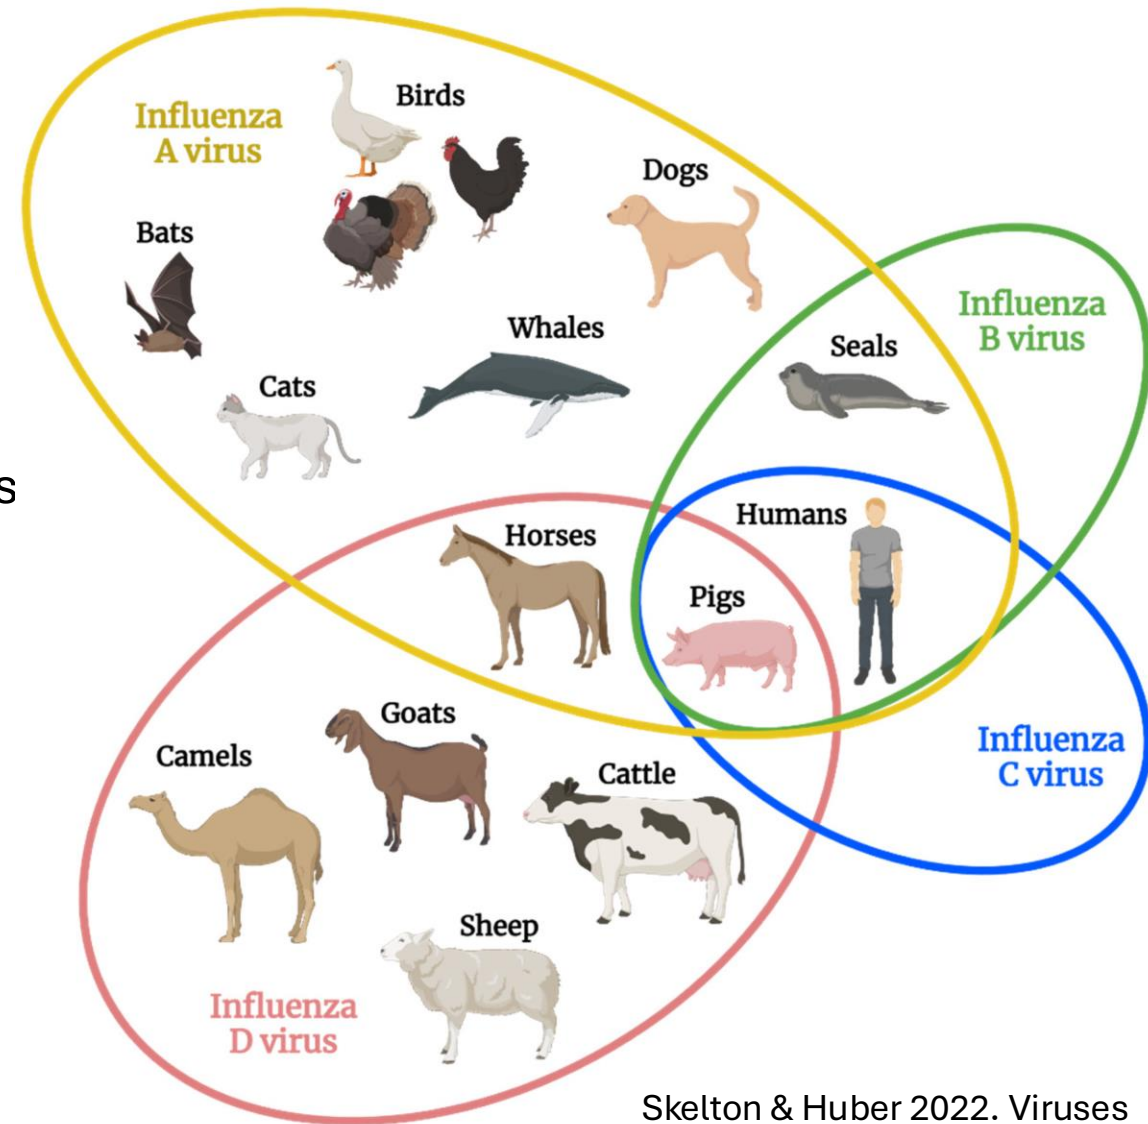 Birds
Influenza
A virus
Dogs
Bats
Influenza
B virus
Whales
Seals
Cats
s
Humans
Horses
Pigs
Goats
Camels
Influenza
C virus
Cattle
Sheep
Influenza
D virus
Skelton & Huber 2022. Viruses